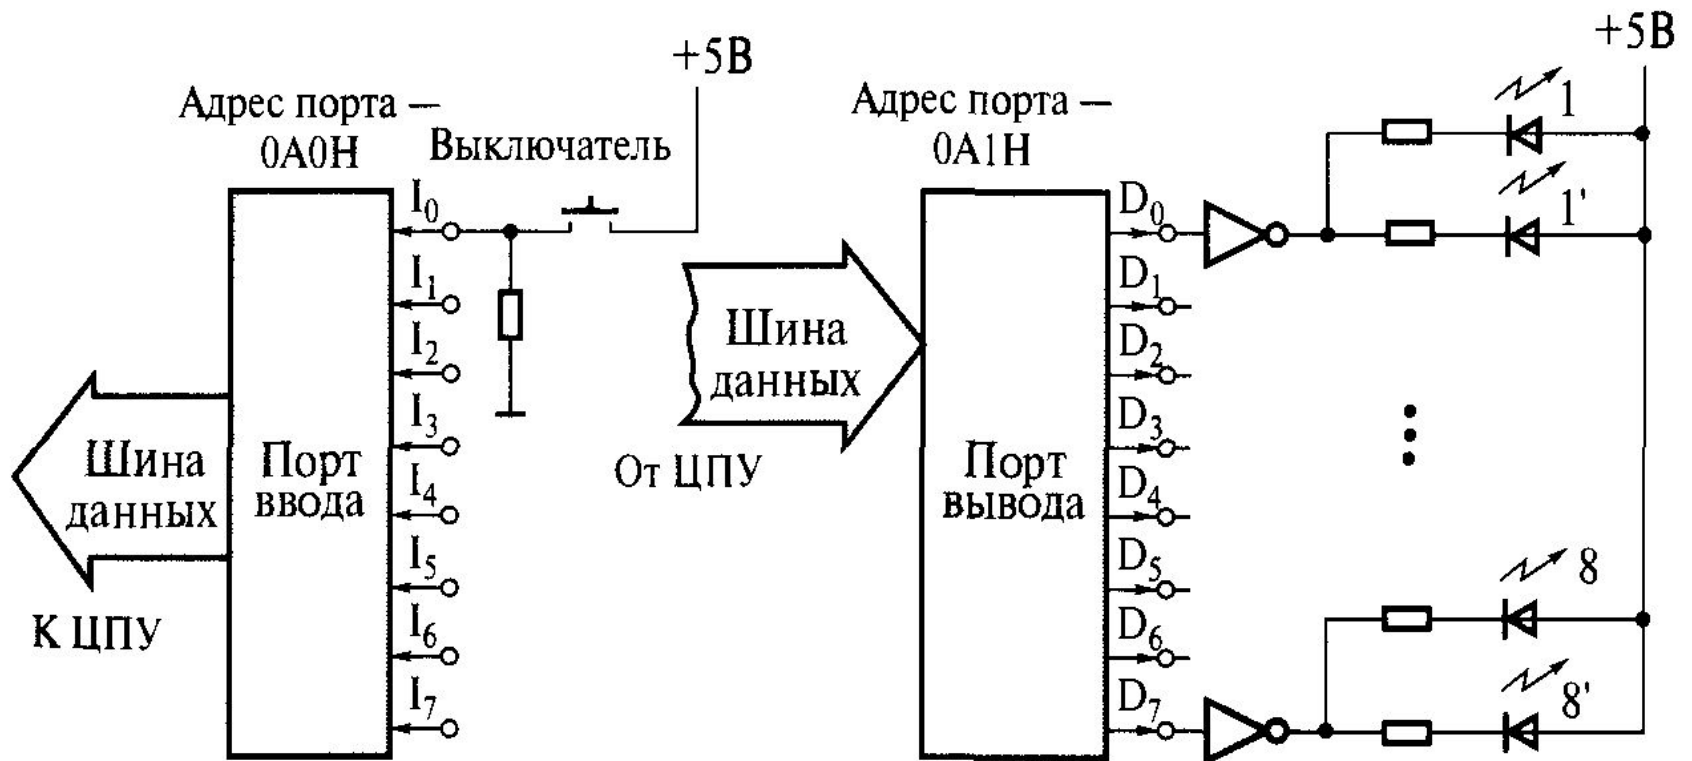 +5В
Адрес порта —
0A0H
Выключатель
I0
I1
I2
I3
I4
I5
I6
I7
Порт
ввода
Шина
данных
К ЦПУ
+5В
Адрес порта —
0A1H
Шина
данных
От ЦПУ
Порт
вывода
D0
D1
D2
D3
D4
D5
D6
D7
1
1'
8
8'